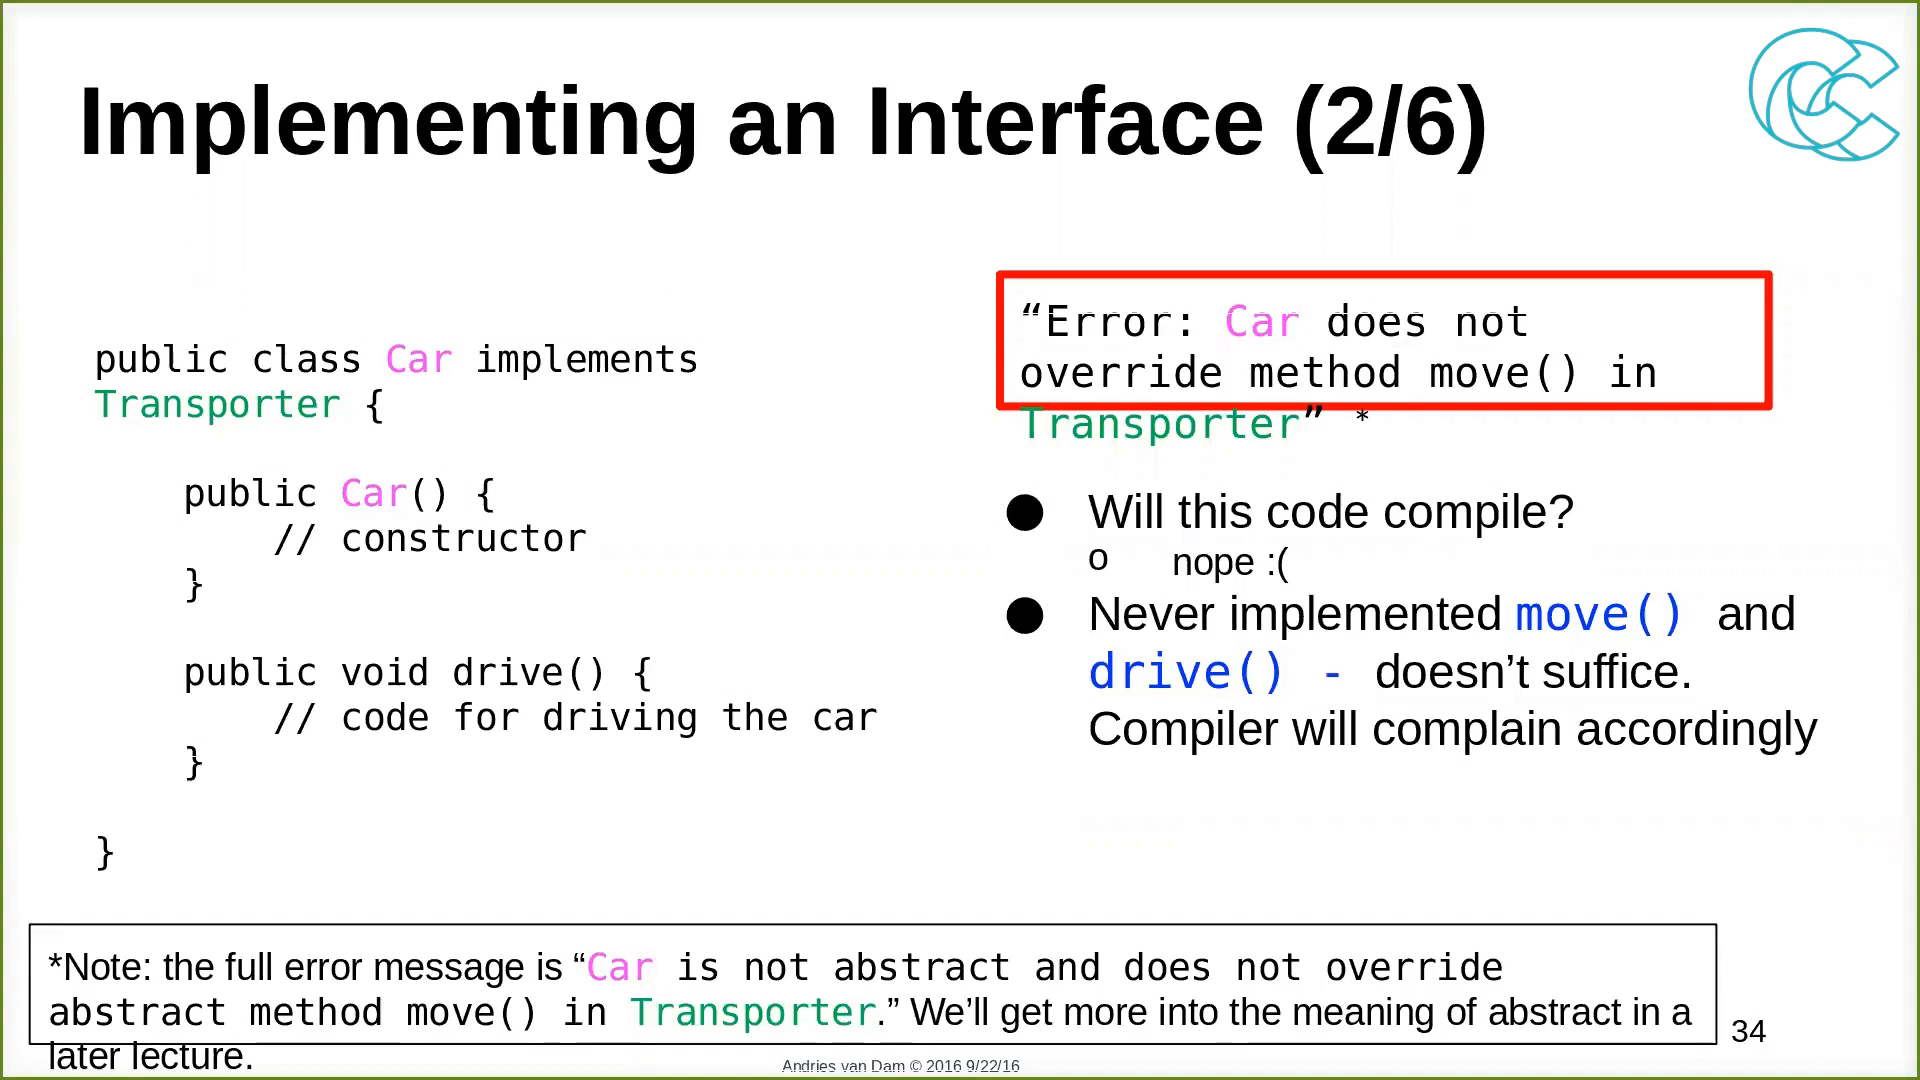 Implementing an Interface (2/6)
public class Car implements
Transporter {
public Car() {
// constructor
}
public void drive() {
// code for driving the car
}
}
“Error: Car does not
override method move() in
Transporter” *
● Will this code compile?
o nope :(
● Never implemented move() and
drive() - doesn’t suffice.
Compiler will complain accordingly
*Note: the full error message is “Car is not abstract and does not override
abstract method move() in Transporter.” We’ll get more into the meaning of abstract in a
later lecture.
34
Andries van Dam © 2016 9/22/16